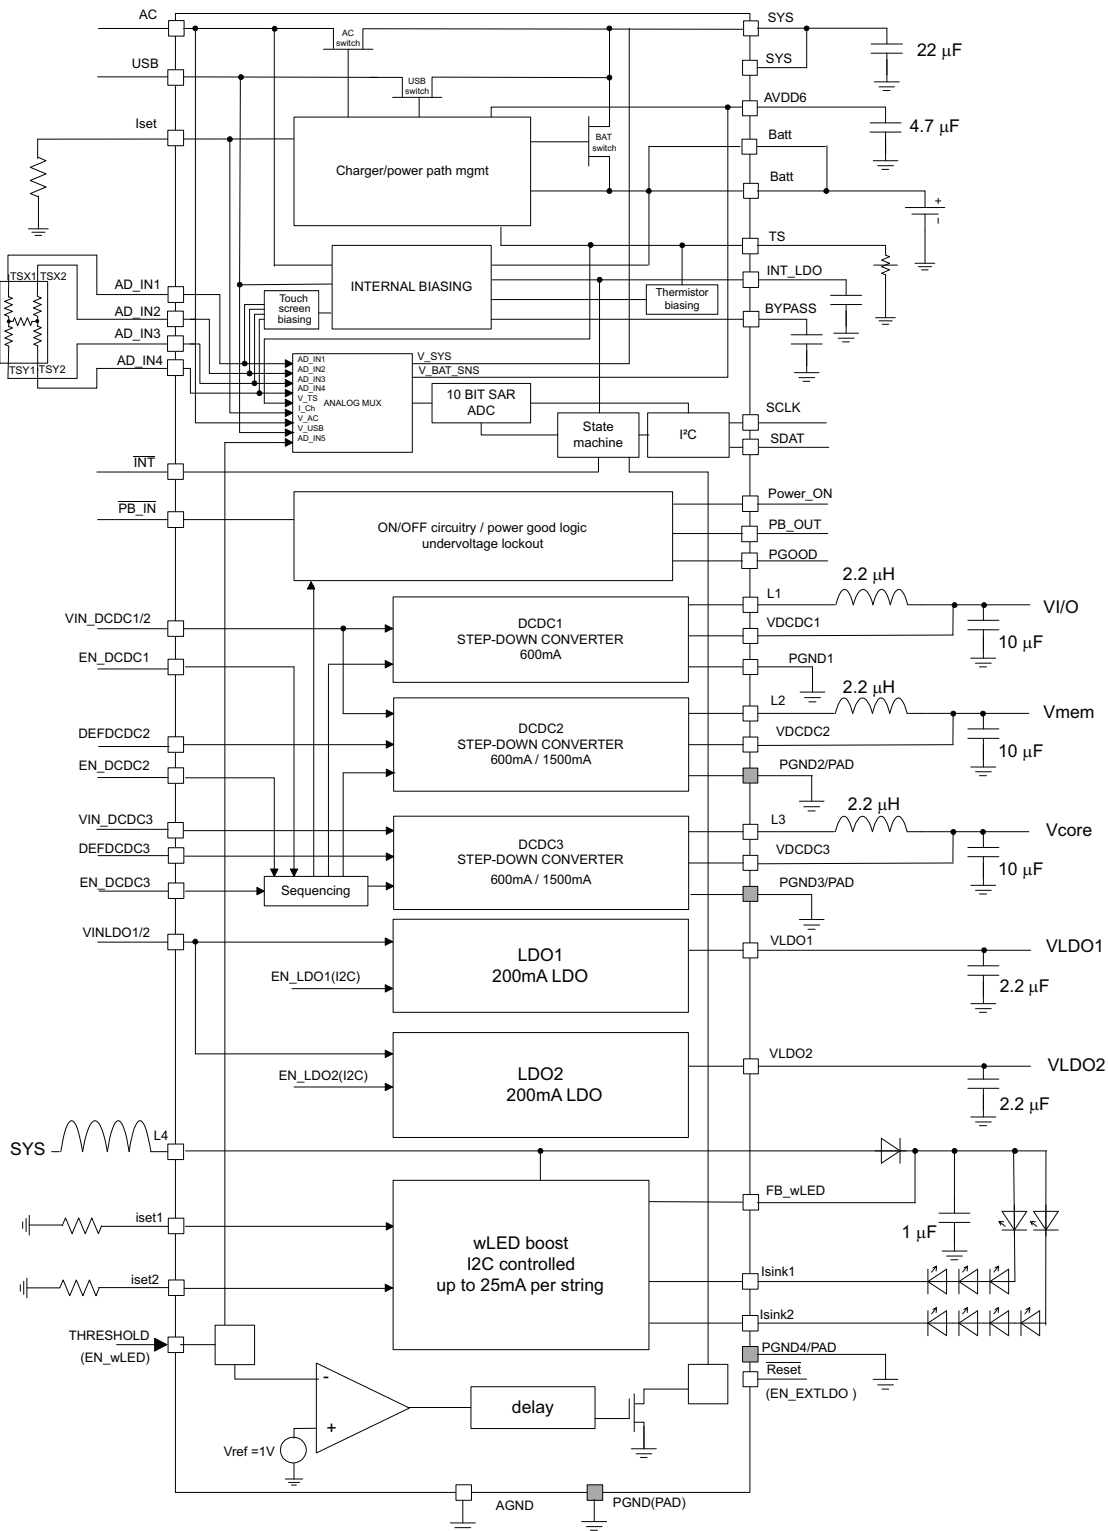 AC
AC
switch
SYS
22 μF
USB
SYS
USB
switch
AVDD6
Iset
BAT
switch
4.7 μF
Batt
Charger/power path mgmt
Batt
+
-
TS
TSX1
TSX2
INT_LDO
AD_IN1
INTERNAL BIASING
Touch
screen
biasing
Thermistor
biasing
BYPASS
AD_IN2
AD_IN3
AD_IN4
TSY1
TSY2
AD_IN1
AD_IN2
AD_IN3
AD_IN4
V_TS
I_Ch
V_AC
V_USB
AD_IN5
ANALOG MUX
V_SYS
V_BAT_SNS
10 BIT SAR
ADC
State
machine
I²C
SCLK
SDAT
INT
PB_IN
ON/OFF circuitry / power good logic
undervoltage lockout
Power_ON
PB_OUT
PGOOD
VIN_DCDC1/2
EN_DCDC1
DCDC1
STEP-DOWN CONVERTER
600mA
L1
2.2 μH
VDCDC1
VI/O
10 μF
PGND1
DEFDCDC2
EN_DCDC2
DCDC2
STEP-DOWN CONVERTER
600mA / 1500mA
L2
2.2 μH
VDCDC2
Vmem
10 μF
PGND2/PAD
VIN_DCDC3
DEFDCDC3
EN_DCDC3
Sequencing
DCDC3
STEP-DOWN CONVERTER
600mA / 1500mA
L3
2.2 μH
VDCDC3
Vcore
10 μF
PGND3/PAD
VINLDO1/2
EN_LDO1(I2C)
LDO1
200mA LDO
VLDO1
VLDO1
2.2 μF
EN_LDO2(I2C)
LDO2
200mA LDO
VLDO2
VLDO2
2.2 μF
SYS
L4
iset1
iset2
wLED boost
I2C controlled
up to 25mA per string
FB_wLED
1 μF
Isink1
Isink2
THRESHOLD
(EN_wLED)
PGND4/PAD
Reset
(EN_EXTLDO )
-
+
delay
Vref =1V
AGND
PGND(PAD)